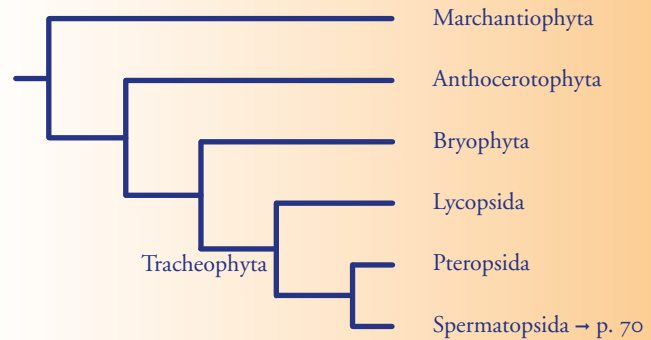 Marchantiophyta
Anthocerotophyta
Bryophyta
Lycopsida
Tracheophyta
Pteropsida
Spermatopsida → p. 70